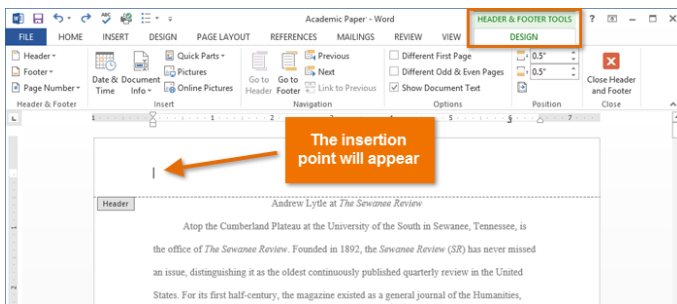 Academic Paper - Word
HEADER & FOOTER TOOLS
?
FILE HOME INSERT DESIGN PAGE LAYOUT REFERENCES MAILINGS REVIEW VIEW DESIGN
Header
Footer
Page Number
Header & Footer
Date & Time
Document Info
Quick Parts
Pictures
Online Pictures
Insert
Go to Header
Go to Footer
Previous
Next
Link to Previous
Navigation
Different First Page
Different Odd & Even Pages
Show Document Text
Options
0.5"
0.5"
Position
Close Header and Footer
Close
L
1 1 2 5 6 7
The insertion
point will appear
Header
Andrew Lytle at The Sewanee Review
Atop the Cumberland Plateau at the University of the South in Sewanee, Tennessee, is
the office of The Sewanee Review. Founded in 1892, the Sewanee Review (SR) has never missed
an issue, distinguishing it as the oldest continuously published quarterly review in the United
States. For its first half-century, the magazine existed as a general journal of the Humanities,